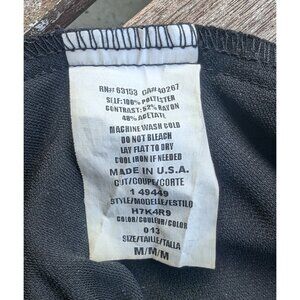 RN# 63153 CA# 40267
SELF: 100% POLYESTER
CONTRAST: 52% RAYON
48% ACETATE
MACHINE WASH COLD
DO NOT BLEACH
LAY FLAT TO DRY
COOL IRON IF NEEDED
MADE IN U.S.A.
CUT/COUPE/CORTE
1 49449
STYLE/MODELLE/ESTILO
H7K4R9
COLOR/COULEUR/COLOR
013
SIZE/TAILLE/TALLA
M/M/M